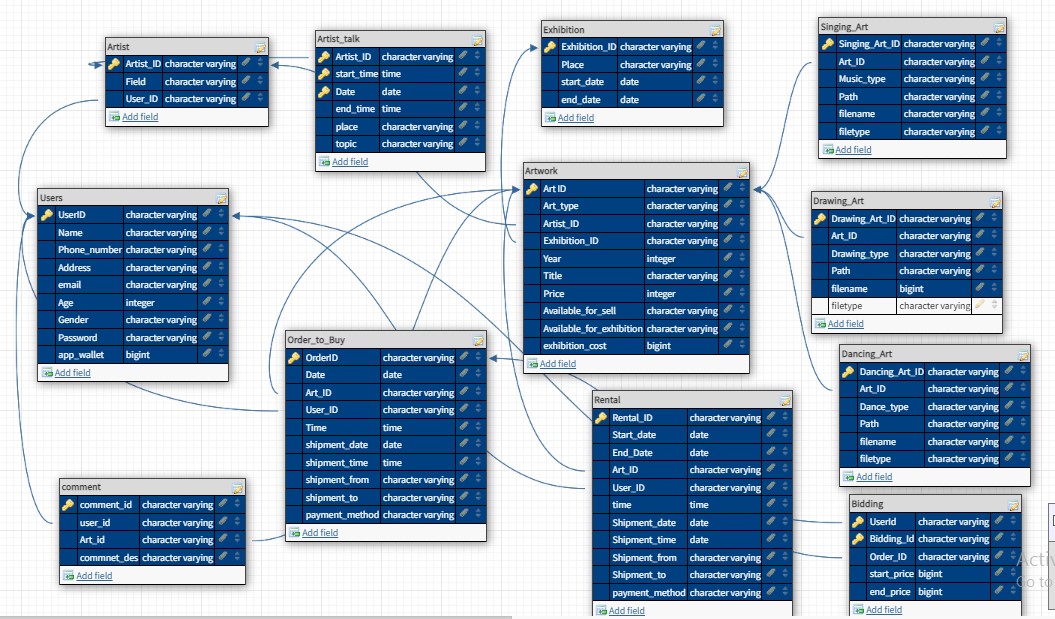 Artist
Artist_ID character varying
Field character varying
User_ID character varying
Add field
Artist_talk
Artist_ID character varying
start_time time
Date date
end_time time
place character varying
topic character varying
Add field
Exhibition
Exhibition_ID character varying
Place character varying
start_date date
end_date date
Add field
Singing_Art
Singing_Art_ID character varying
Art_ID character varying
Music_type character varying
Path character varying
filename character varying
filetype character varying
Add field
Users
UserID character varying
Name character varying
Phone_number character varying
Address character varying
email character varying
Age integer
Gender character varying
Password character varying
app_wallet bigint
Add field
Artwork
Art ID character varying
Art_type character varying
Artist_ID character varying
Exhibition_ID character varying
Year integer
Title character varying
Price integer
Available_for_sell character varying
Available_for_exhibition character varying
exhibition_cost bigint
Add field
Drawing_Art
Drawing_Art_ID character varying
Art_ID character varying
Drawing_type character varying
Path character varying
filename bigint
filetype character varying
Add field
Order_to_Buy
OrderID character varying
Date date
Art_ID character varying
User_ID character varying
Time time
shipment_date date
shipment_time time
shipment_from character varying
shipment_to character varying
payment_method character varying
Add field
Dancing_Art
Dancing_Art_ID character varying
Art_ID character varying
Dance_type character varying
Path character varying
filename character varying
filetype character varying
Add field
Rental
Rental_ID character varying
Start_date date
End_Date date
Art_ID character varying
User_ID character varying
time time
Shipment_date date
Shipment_time date
Shipment_from character varying
Shipment_to character varying
payment_method character varying
Add field
comment
commnet_id character varying
user_id character varying
Art_id character varying
commnet_des character varying
Add field
Bidding
UserId character varying
Bidding_Id character varying
Order_ID character varying
start_price bigint
end_price bigint
Add field
Go to